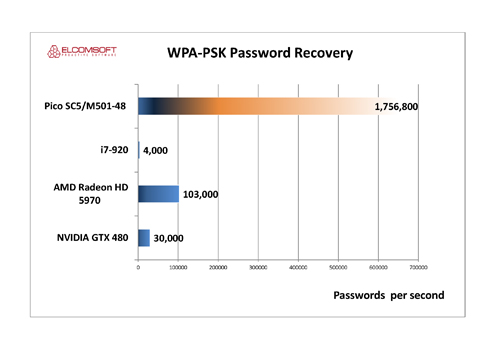 ELCOMSOFT
PROACTIVE SOFTWARE
WPA-PSK Password Recovery
Pico SC5/M501-48
1,756,800
i7-920
4,000
AMD Radeon HD
5970
103,000
NVIDIA GTX 480
30,000
0 100000 200000 300000 400000 500000 600000 700000
Passwords per second